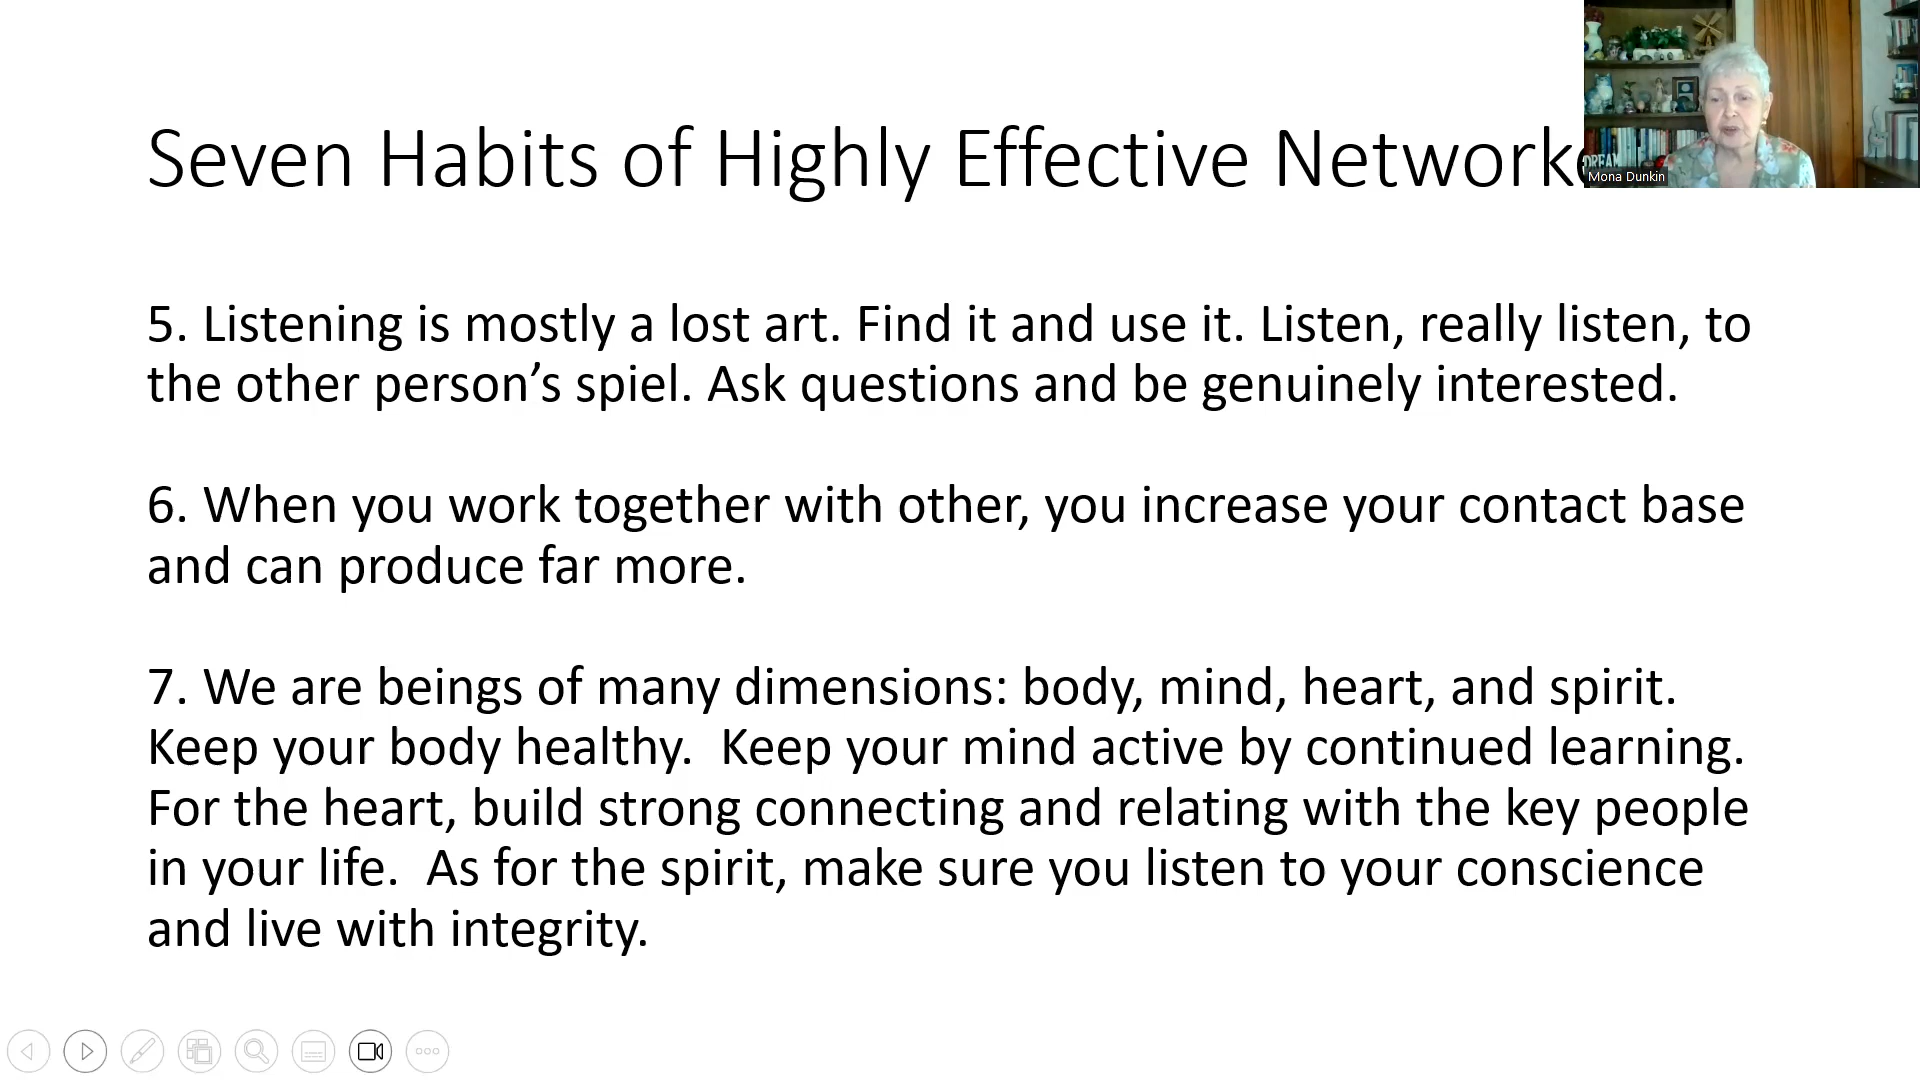 Seven Habits of Highly Effective
DREAM
Mona Dunkin
5. Listening is mostly a lost art. Find it and use it. Listen, really listen, to
the other person’s spiel. Ask questions and be genuinely interested.
6. When you work together with other, you increase your contact base
and can produce far more.
7. We are beings of many dimensions: body, mind, heart, and spirit.
Keep your body healthy.  Keep your mind active by continued learning.
For the heart, build strong connecting and relating with the key people
in your life.  As for the spirit, make sure you listen to your conscience
and live with integrity.